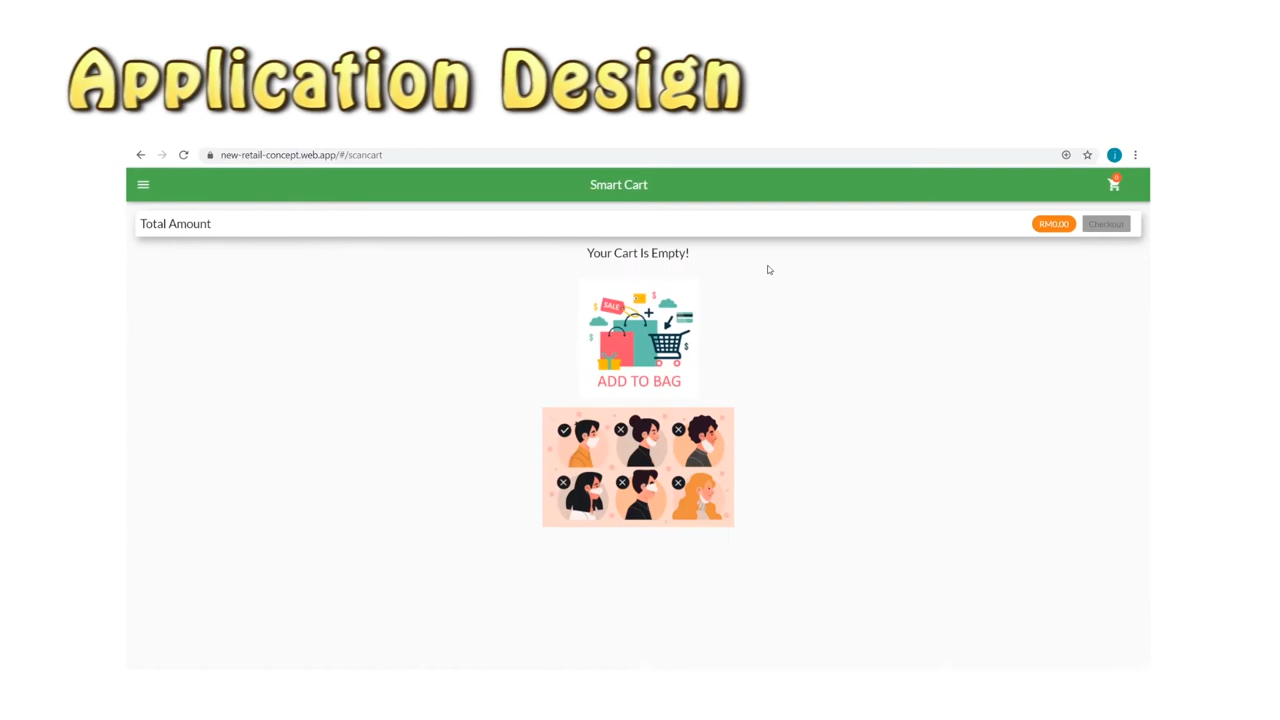 Application Design
new-retail-concept.web.app/#/scancart
i
Smart Cart
0
Total Amount
RM0.00
Checkout
Your Cart Is Empty!
SALE
$
$
$
$
ADD TO BAG